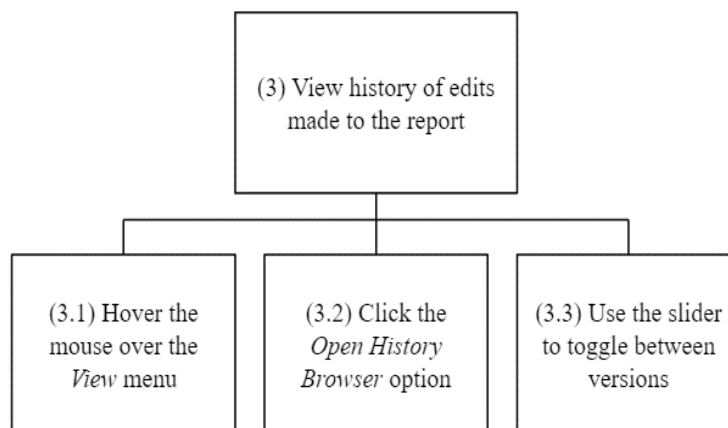 (3) View history of edits
made to the report
(3.1) Hover the
mouse over the
View menu
(3.2) Click the
Open History
Browser option
(3.3) Use the slider
to toggle between
versions